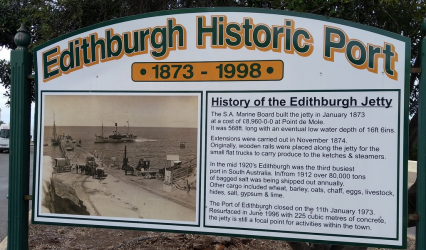 Edithburgh Historic Port
• 1873 - 1998 •
History of the Edithburgh Jetty
The S.A. Marine Board built the jetty in January 1873
at a cost of £8,960-0-0 at Point de Mole.
It was 568ft. long with an eventual low water depth of 16ft 6ins.
Extensions were carried out in November 1874.
Originally, wooden rails were placed along the jetty for the
small flat trucks to carry produce to the ketches & steamers.
In the mid 1920's Edithburgh was the third busiest
port in South Australia. In/from 1912 over 80,000 tons
of bagged salt was being shipped out annually.
Other cargo included wheat, barley, oats, chaff, eggs, livestock,
hides, salt, gypsum & lime.
The Port of Edithburgh closed on the 11th January 1973.
Resurfaced in June 1996 with 225 cubic metres of concrete,
the jetty is still a focal point for activities within the town.